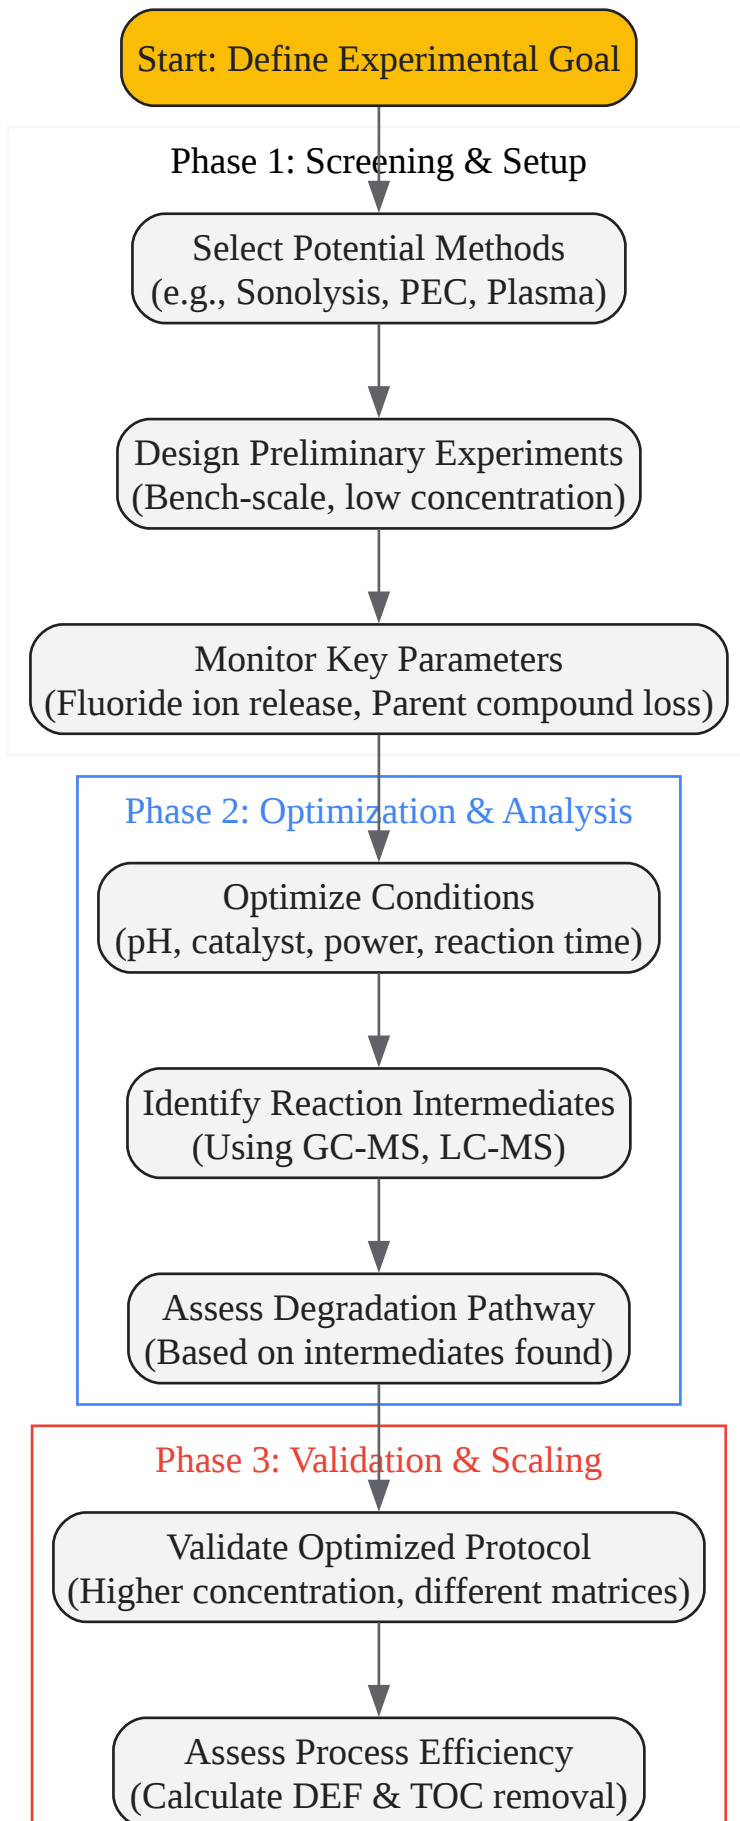 Start: Define Experimental Goal
Phase 1: Screening & Setup
Select Potential Methods
(e.g., Sonolysis, PEC, Plasma)
Design Preliminary Experiments
(Bench-scale, low concentration)
Monitor Key Parameters
(Fluoride ion release, Parent compound loss)
Phase 2: Optimization & Analysis
Optimize Conditions
(pH, catalyst, power, reaction time)
Identify Reaction Intermediates
(Using GC-MS, LC-MS)
Assess Degradation Pathway
(Based on intermediates found)
Phase 3: Validation & Scaling
Validate Optimized Protocol
(Higher concentration, different matrices)
Assess Process Efficiency
(Calculate DEF & TOC removal)